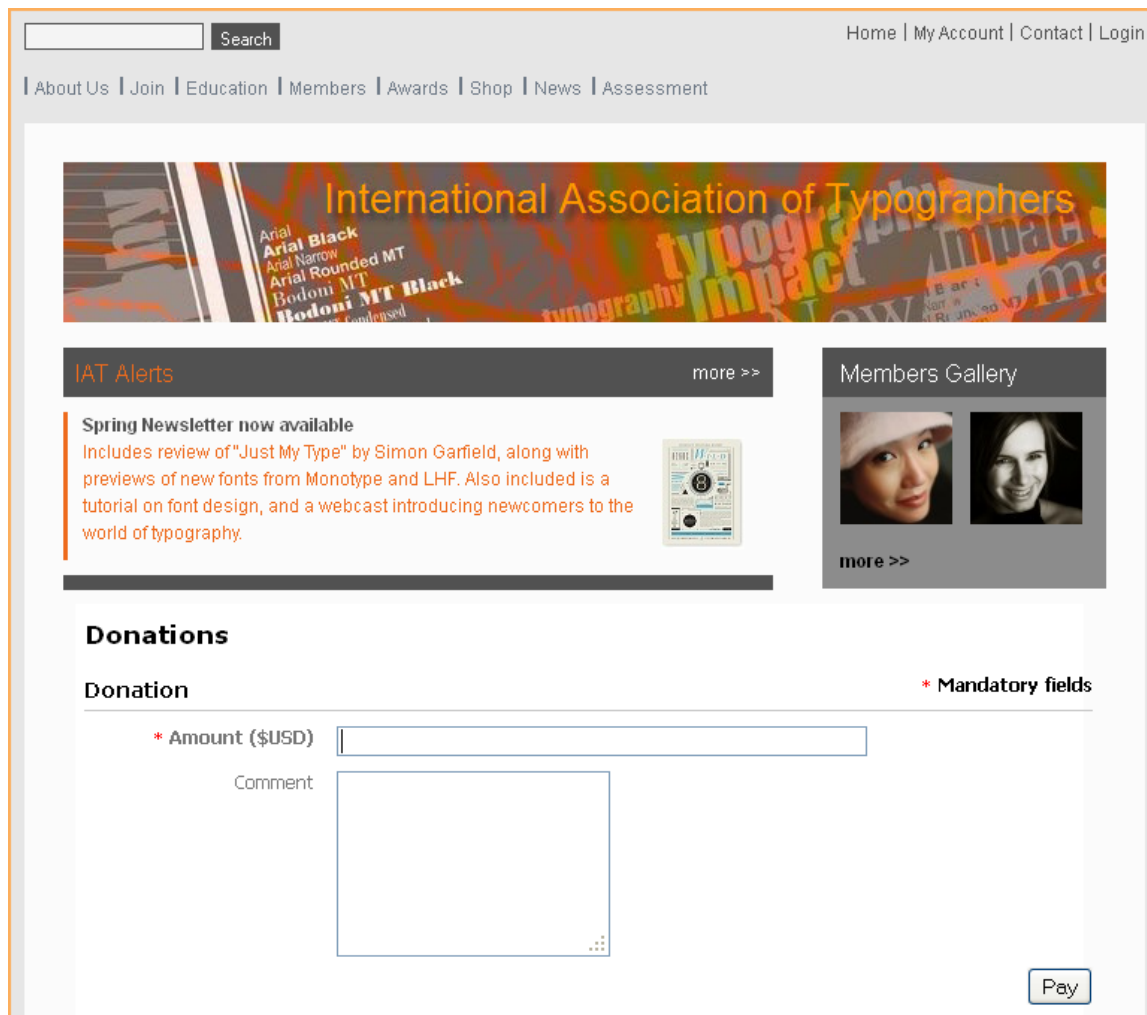 Search
Home | My Account | Contact | Login
| About Us | Join | Education | Members | Awards | Shop | News | Assessment
International Association of Typographers
Arial
Arial Black
Arial Narrow
Arial Rounded MT
Bodoni MT
Bodoni MT Black
typography
impact
typography
impact
typography
IAT Alerts
more >>
Members Gallery
Spring Newsletter now available
Includes review of "Just My Type" by Simon Garfield, along with
previews of new fonts from Monotype and LHF. Also included is a
tutorial on font design, and a webcast introducing newcomers to the
world of typography.
more >>
Donations
Donation
* Mandatory fields
* Amount ($USD)
Comment
Pay